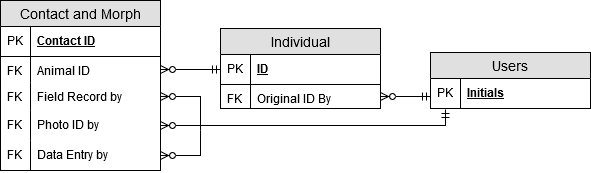 Contact and Morph
PK Contact ID
FK Animal ID
FK Field Record by
FK Photo ID by
FK Data Entry by
Individual
PK ID
FK Original ID By
Users
PK Initials